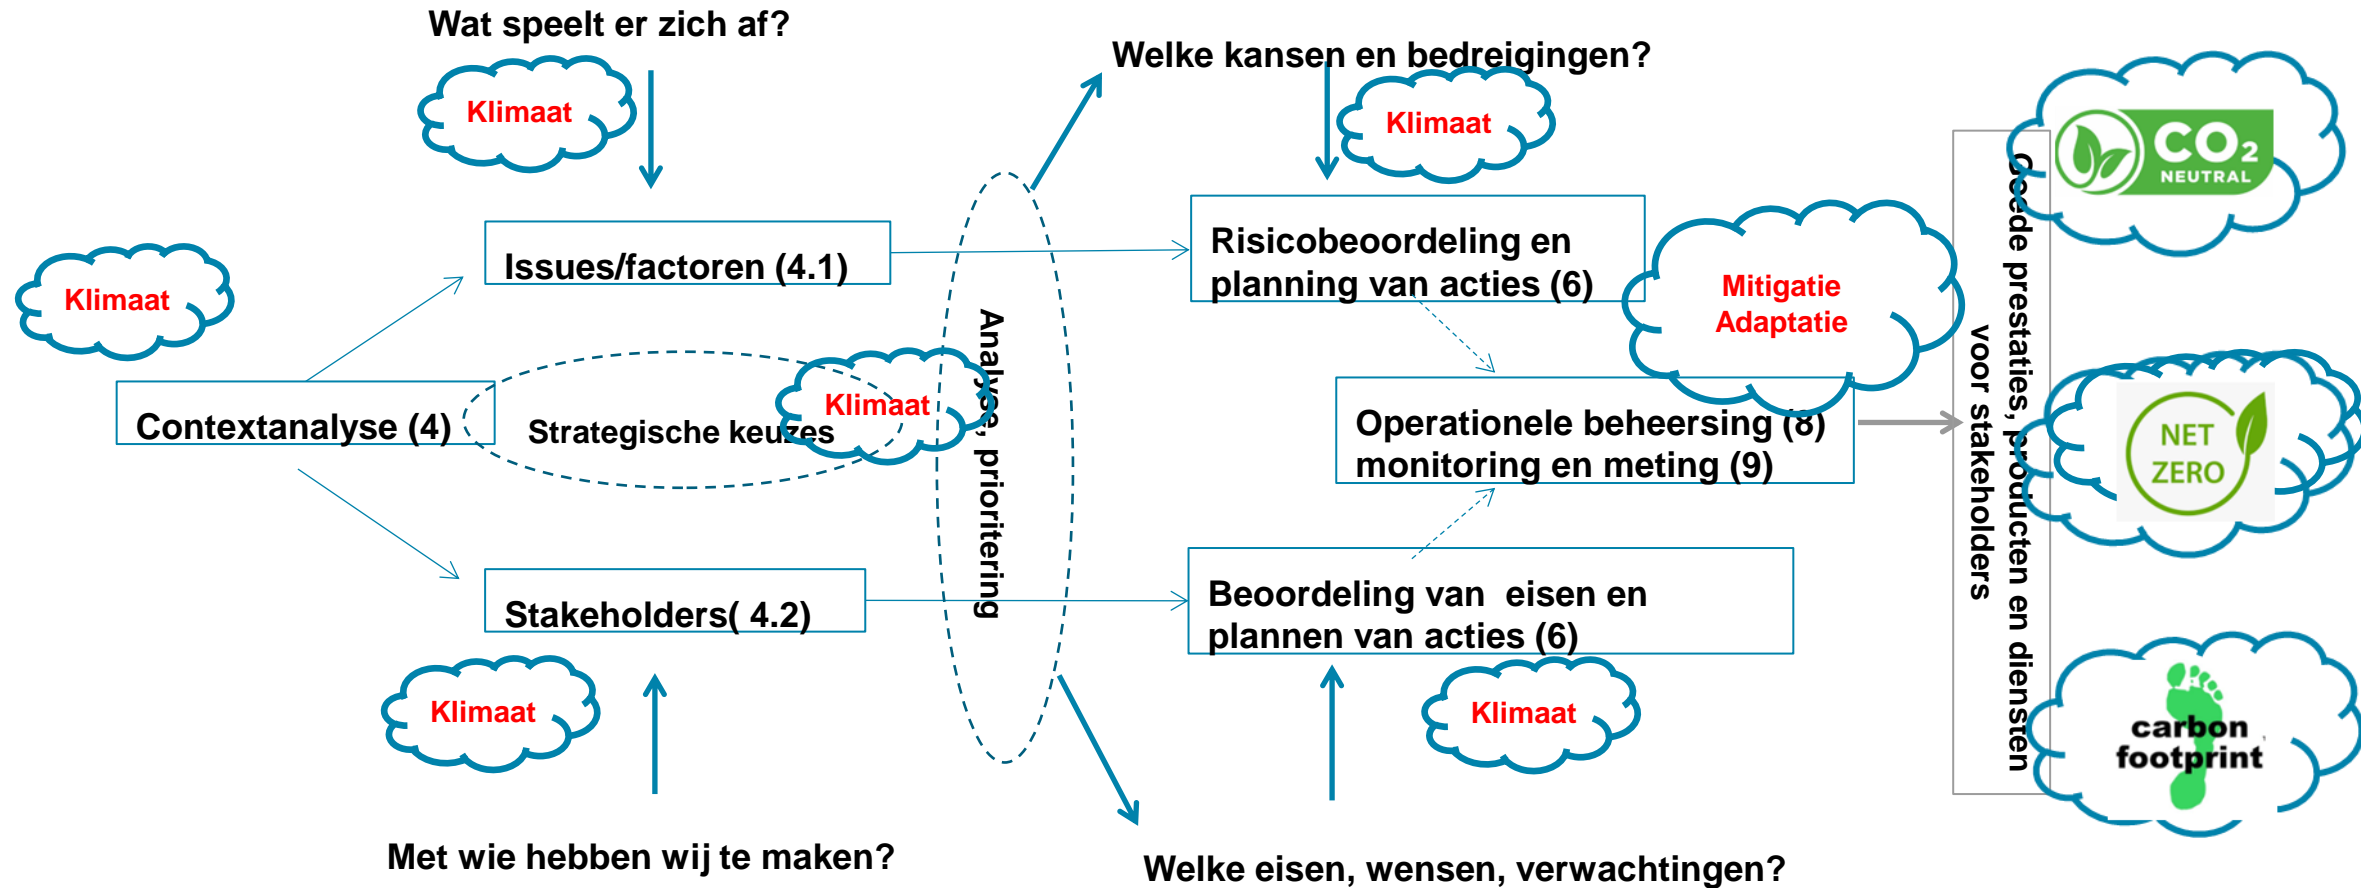 Wat speelt er zich af?
Welke kansen en bedreigingen?
Klimaat
Klimaat
CO2
NEUTRAL
Risicobeoordeling en
planning van acties (6)
Issues/factoren (4.1)
Klimaat
Mitigatie
Adaptatie
Contextanalyse (4)
Strategische keuzes
Klimaat
Analyse, prioritering
Operationele beheersing (8)
monitoring en meting (9)
Goede prestaties, producten en diensten
voor stakeholders
NET
ZERO
Stakeholders( 4.2)
Beoordeling van  eisen en
plannen van acties (6)
Klimaat
Klimaat
carbon
footprint
Met wie hebben wij te maken?
Welke eisen, wensen, verwachtingen?